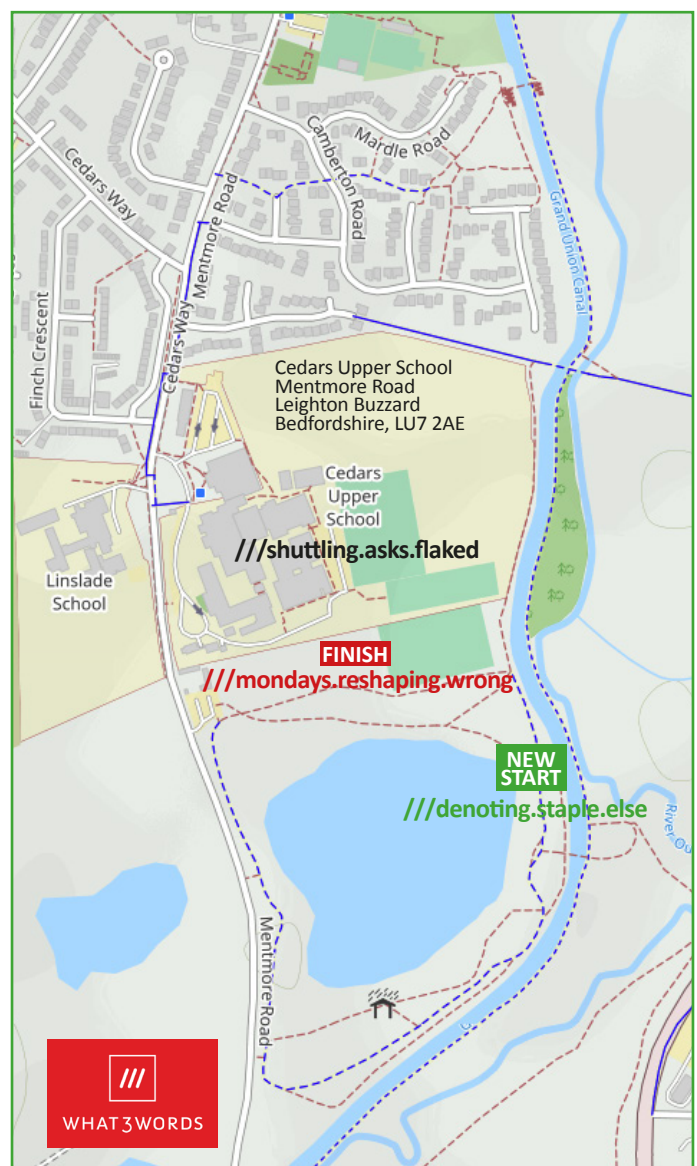 Mardle Road
Camberton Road
Cedars Way
Mentmore Road
Grand Union Canal
Finch Crescent
Cedars Way
Cedars Upper School
Mentmore Road
Leighton Buzzard
Bedfordshire, LU7 2AE
Cedars
Upper
School
///shuttling.asks.flaked
Linslade
School
FINISH
///mondays.reshaping.wrong
NEW
START
///denoting.staple.else
River Ou
Mentmore Road
G
///
WHAT3WORDS